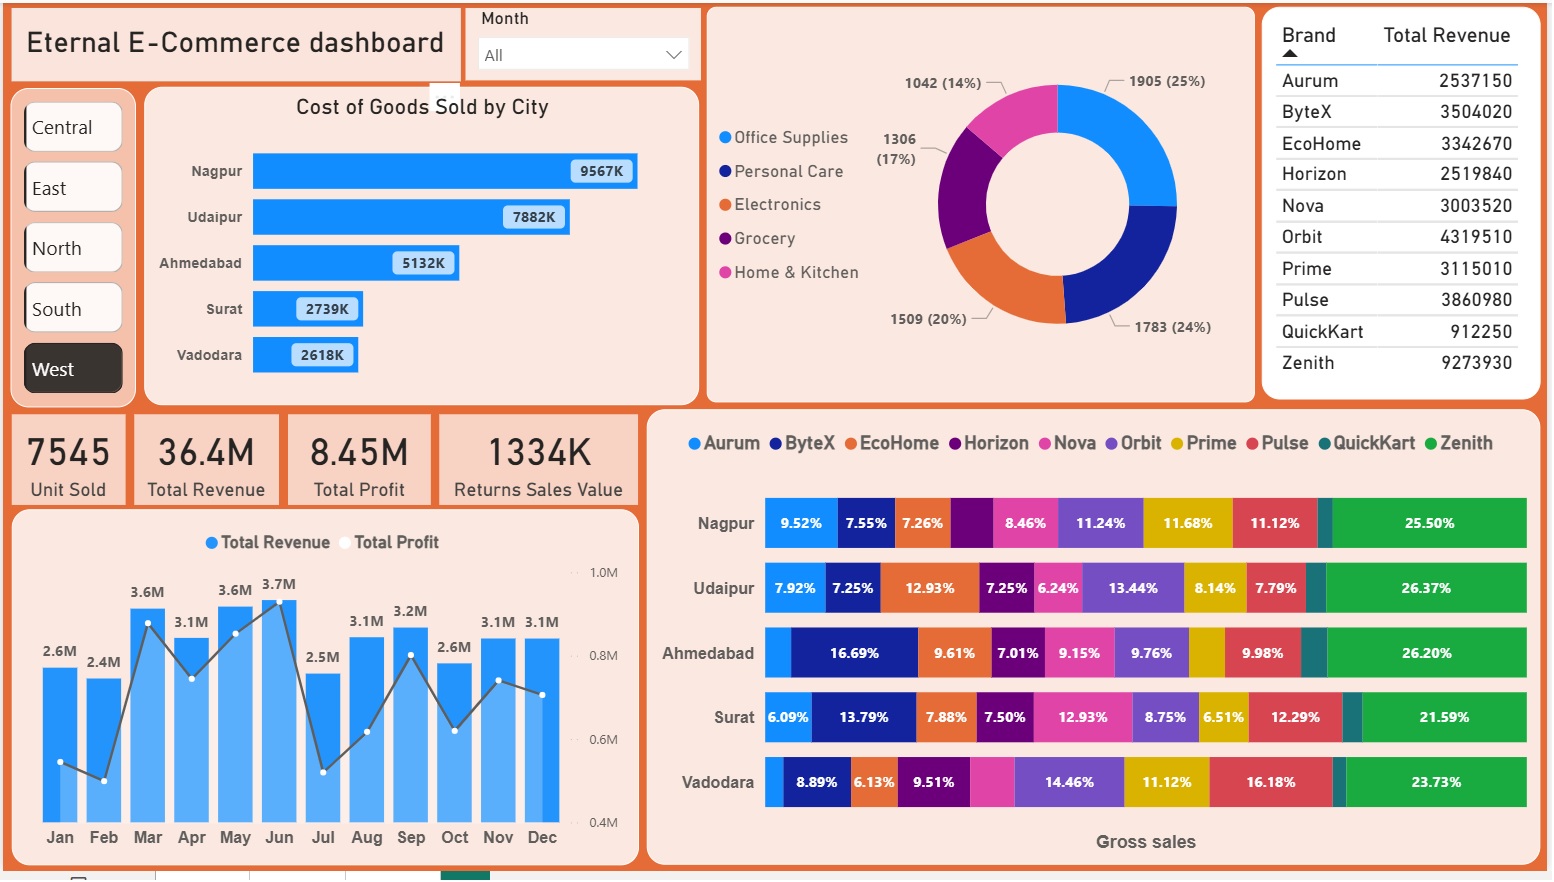 Eternal E-Commerce dashboard
Month
All
Central
East
North
South
West
Cost of Goods Sold by City
Nagpur 9567K
Udaipur 7882K
Ahmedabad 5132K
Surat 2739K
Vadodara 2618K
Office Supplies
Personal Care
Electronics
Grocery
Home & Kitchen
1042 (14%)
1905 (25%)
1306
(17%)
1509 (20%)
1783 (24%)
Brand Total Revenue
Aurum 2537150
ByteX 3504020
EcoHome 3342670
Horizon 2519840
Nova 3003520
Orbit 4319510
Prime 3115010
Pulse 3860980
QuickKart 912250
Zenith 9273930
7545
Unit Sold
36.4M
Total Revenue
8.45M
Total Profit
1334K
Returns Sales Value
Total Revenue Total Profit
2.6M 2.4M 3.6M 3.1M 3.6M 3.7M 2.5M 3.1M 3.2M 2.6M 3.1M 3.1M
1.0M
0.8M
0.6M
0.4M
Jan Feb Mar Apr May Jun Jul Aug Sep Oct Nov Dec
Aurum ByteX EcoHome Horizon Nova Orbit Prime Pulse QuickKart Zenith
Nagpur 9.52% 7.55% 7.26% 8.46% 11.24% 11.68% 11.12% 25.50%
Udaipur 7.92% 7.25% 12.93% 7.25% 6.24% 13.44% 8.14% 7.79% 26.37%
Ahmedabad 16.69% 9.61% 7.01% 9.15% 9.76% 9.98% 26.20%
Surat 6.09% 13.79% 7.88% 7.50% 12.93% 8.75% 6.51% 12.29% 21.59%
Vadodara 8.89% 6.13% 9.51% 14.46% 11.12% 16.18% 23.73%
Gross sales